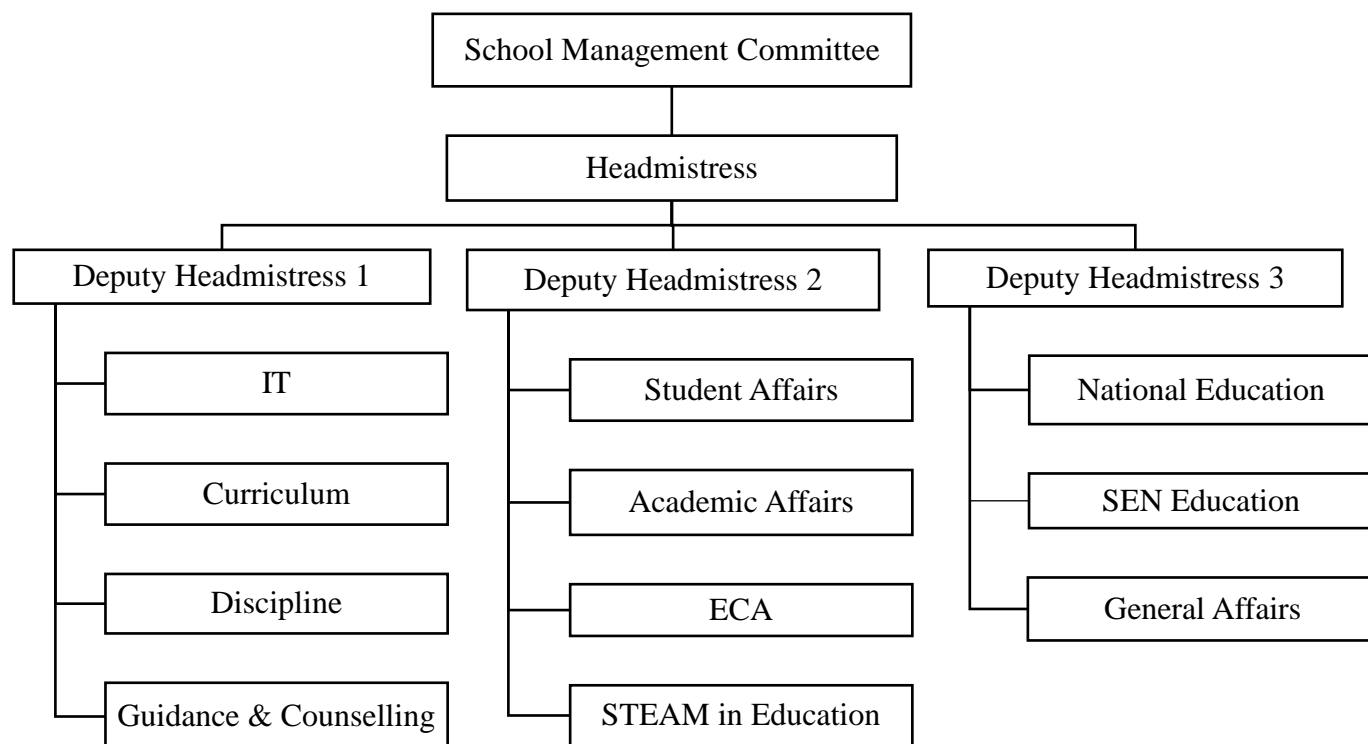 School Management Committee
Headmistress
Deputy Headmistress 1
IT
Curriculum
Discipline
Guidance & Counselling
Deputy Headmistress 2
Student Affairs
Academic Affairs
ECA
STEAM in Education
Deputy Headmistress 3
National Education
SEN Education
General Affairs